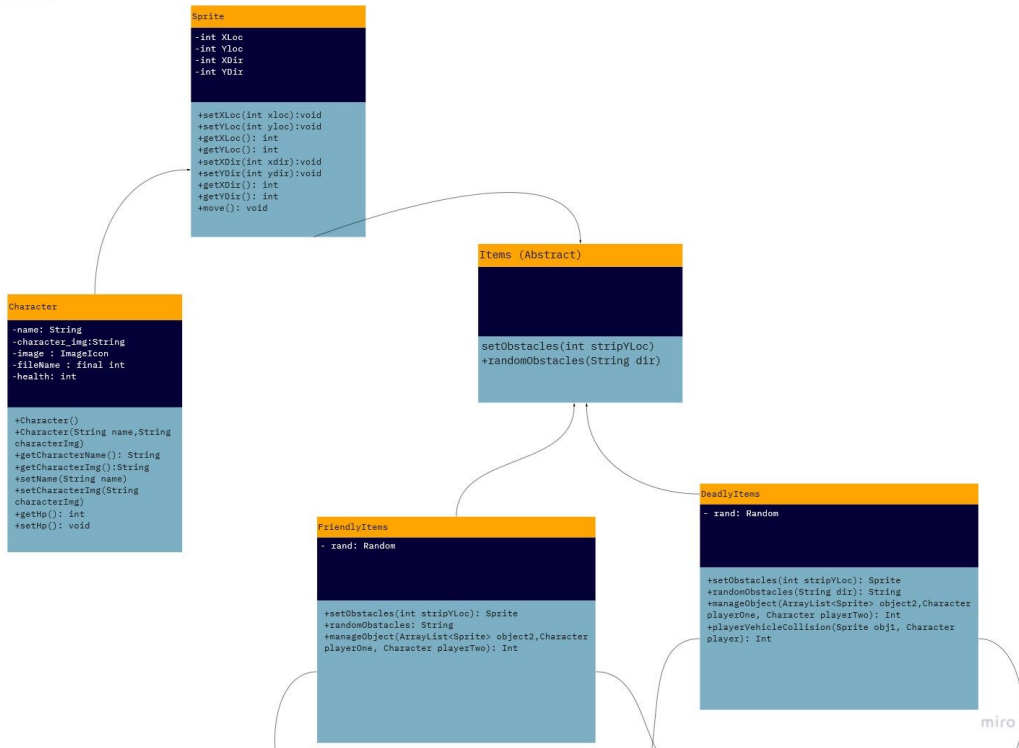 Sprite
-int XLoc
-int Yloc
-int XDir
-int YDir
+setXLoc(int xloc):void
+setYLoc(int yloc):void
+getXLoc(): int
+getYLoc(): int
+setXDir(int xdir):void
+setYDir(int ydir):void
+getXDir(): int
+getYDir(): int
+move(): void
Items (Abstract)
setObstacles(int stripYLoc)
+randomObstacles(String dir)
Character
-name: String
-character_img:String
-image : ImageIcon
-fileName : final int
-health: int
+Character()
+Character(String name,String
characterImg)
+getCharacterName(): String
+getCharacterImg():String
+setName(String name)
+setCharacterImg(String
characterImg)
+getHp(): int
+setHp(): void
FriendlyItems
- rand: Random
+setObstacles(int stripYLoc): Sprite
+randomObstacles: String
+manageObject(ArrayList<Sprite> object2,Character
playerOne, Character playerTwo): Int
DeadlyItems
- rand: Random
+setObstacles(int stripYLoc): Sprite
+randomObstacles(String dir): String
+manageObject(ArrayList<Sprite> object2,Character
playerOne, Character playerTwo): Int
+playerVehicleCollision(Sprite obj1, Character
player): Int
miro